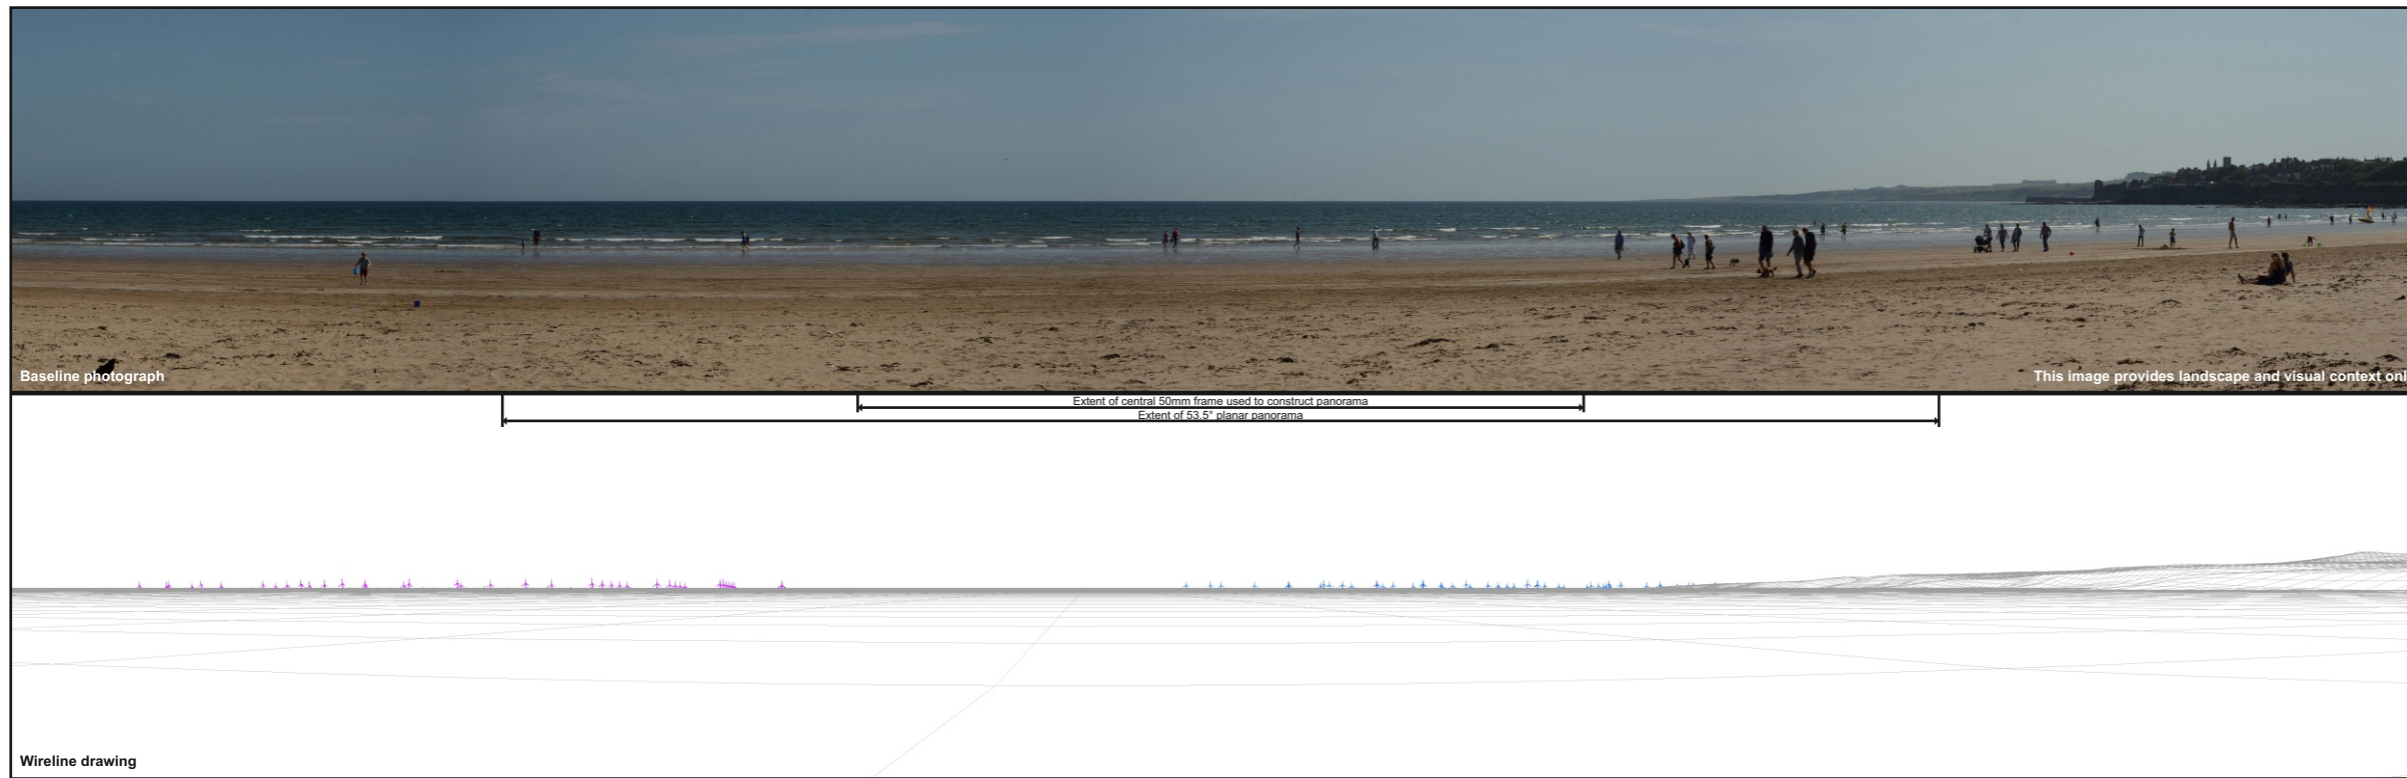 Baseline photograph
This image provides landscape and visual context onl
Extent of central 50mm frame used to construct panorama
Extent of 53.5° planar panorama
Wireline drawing